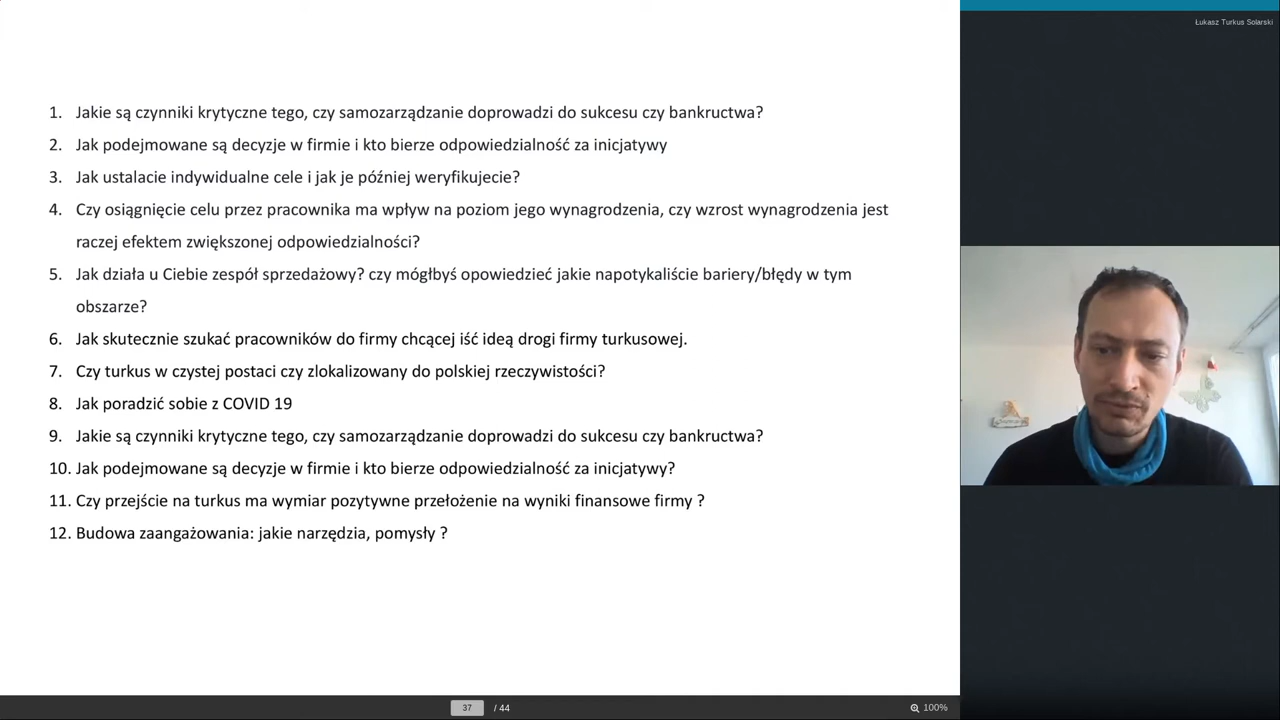 Łukasz Turkus Solarski
1. Jakie są czynniki krytyczne tego, czy samozarządzanie doprowadzi do sukcesu czy bankructwa?
2. Jak podejmowane są decyzje w firmie i kto bierze odpowiedzialność za inicjatywy
3. Jak ustalacie indywidualne cele i jak je później weryfikujecie?
4. Czy osiągnięcie celu przez pracownika ma wpływ na poziom jego wynagrodzenia, czy wzrost wynagrodzenia jest
raczej efektem zwiększonej odpowiedzialności?
5. Jak działa u Ciebie zespół sprzedażowy? czy mógłbyś opowiedzieć jakie napotykaliście bariery/błędy w tym
obszarze?
6. Jak skutecznie szukać pracowników do firmy chcącej iść ideą drogi firmy turkusowej.
7. Czy turkus w czystej postaci czy zlokalizowany do polskiej rzeczywistości?
8. Jak poradzić sobie z COVID 19
9. Jakie są czynniki krytyczne tego, czy samozarządzanie doprowadzi do sukcesu czy bankructwa?
10. Jak podejmowane są decyzje w firmie i kto bierze odpowiedzialność za inicjatywy?
11. Czy przejście na turkus ma wymiar pozytywne przełożenie na wyniki finansowe firmy ?
12. Budowa zaangażowania: jakie narzędzia, pomysły ?
37 / 44
100%